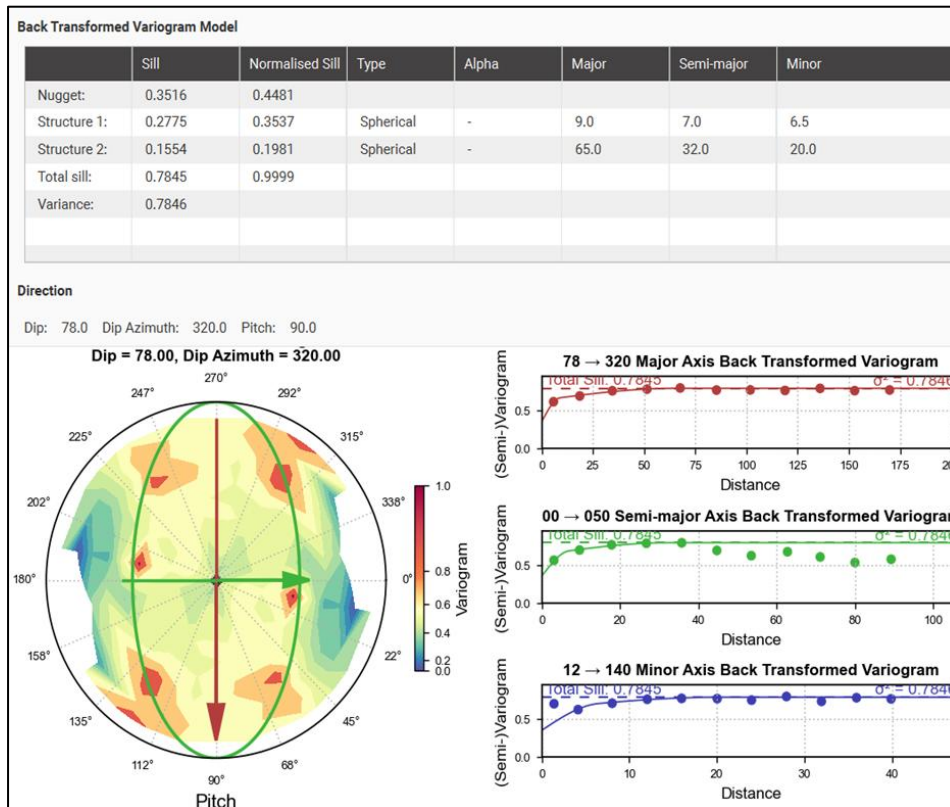 Back Transformed Variogram Model
Sill Normalised Sill Type Alpha Major Semi-major Minor
Nugget: 0.3516 0.4481
Structure 1: 0.2775 0.3537 Spherical - 9.0 7.0 6.5
Structure 2: 0.1554 0.1981 Spherical - 65.0 32.0 20.0
Total sill: 0.7845 0.9999
Variance: 0.7846
Direction
Dip: 78.0 Dip Azimuth: 320.0 Pitch: 90.0
Dip = 78.00, Dip Azimuth = 320.00
270°
247° 292°
225° 315°
202° 338°
180° 0°
158° 22°
135° 45°
112° 68°
90°
Pitch
1.0
0.8
0.6
0.4
0.2
0.0
Variogram
78 → 320 Major Axis Back Transformed Variogram
Total Sill: 0.7845 σ² = 0.7846
(Semi-)Variogram
0.5
0.0
0 25 50 75 100 125 150 175
Distance
00 → 050 Semi-major Axis Back Transformed Variogram
Total Sill: 0.7845 σ² = 0.7846
(Semi-)Variogram
0.5
0.0
0 20 40 60 80 100
Distance
12 → 140 Minor Axis Back Transformed Variogram
Total Sill: 0.7845 σ² = 0.7846
(Semi-)Variogram
0.5
0.0
0 10 20 30 40
Distance